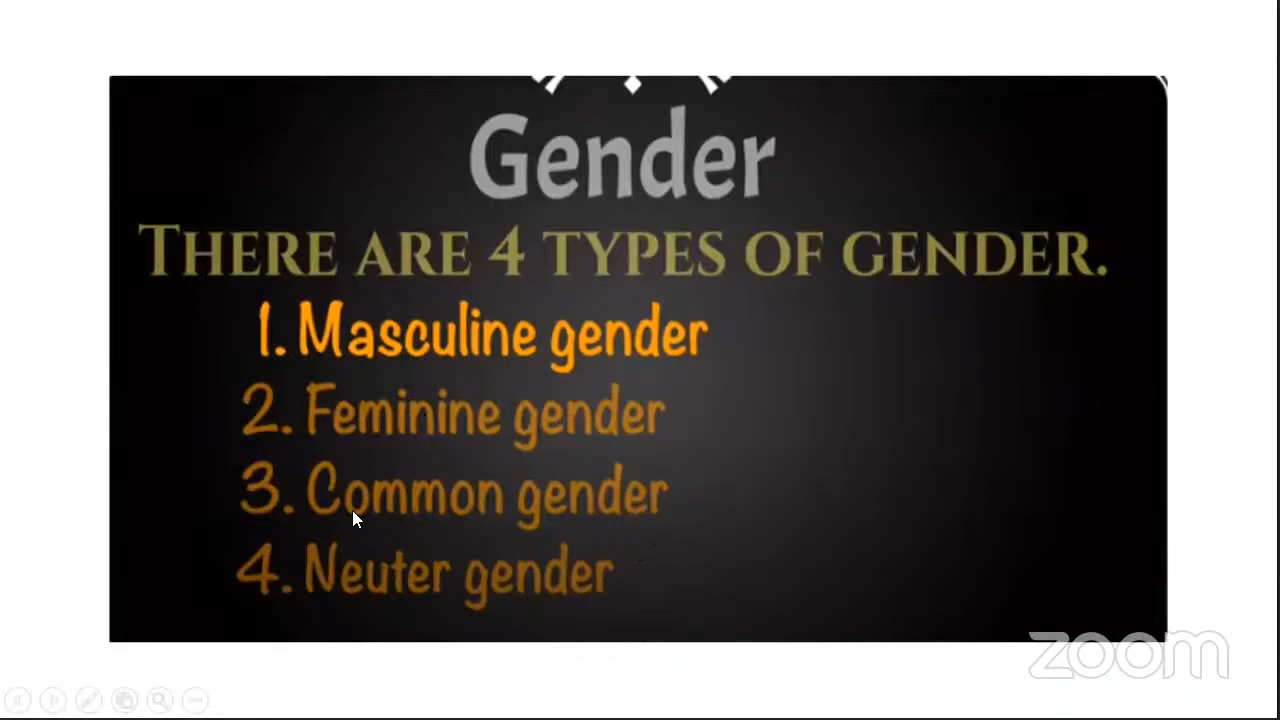 Gender
THERE ARE 4 TYPES OF GENDER.
1. Masculine gender
2. Feminine gender
3. Common gender
4. Neuter gender
zoom